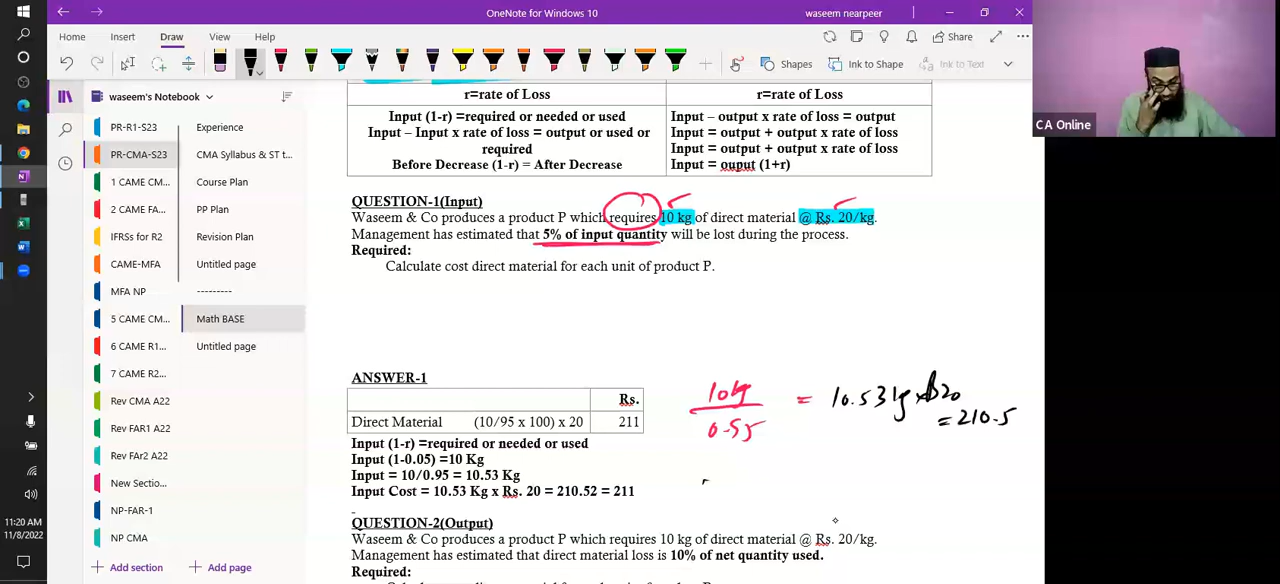 OneNote for Windows 10
waseem nearpeer
Home Insert Draw View Help
Share
Shapes Ink to Shape Ink to Text
waseem's Notebook
PR-R1-S23
PR-CMA-S23
1 CAME CM...
2 CAME FA...
IFRSs for R2
CAME-MFA
MFA NP
5 CAME CM...
6 CAME R1...
7 CAME R2...
Rev CMA A22
Rev FAR1 A22
Rev FAr2 A22
New Sectio...
NP-FAR-1
NP CMA
Add section
Experience
CMA Syllabus & ST t...
Course Plan
PP Plan
Revision Plan
Untitled page
---------
Math BASE
Untitled page
Add page
r=rate of Loss
Input (1-r) =required or needed or used
Input – Input x rate of loss = output or used or
required
Before Decrease (1-r) = After Decrease
r=rate of Loss
Input – output x rate of loss = output
Input = output + output x rate of loss
Input = output + output x rate of loss
Input = ouput (1+r)
QUESTION-1(Input)
Waseem & Co produces a product P which requires 10 kg of direct material @ Rs. 20/kg.
Management has estimated that 5% of input quantity will be lost during the process.
Required:
Calculate cost direct material for each unit of product P.
ANSWER-1
Rs.
Direct Material (10/95 x 100) x 20 211
Input (1-r) =required or needed or used
Input (1-0.05) =10 Kg
Input = 10/0.95 = 10.53 Kg
Input Cost = 10.53 Kg x Rs. 20 = 210.52 = 211
10kg
0.95
= 10.53 kg x 20
= 210.5
QUESTION-2(Output)
Waseem & Co produces a product P which requires 10 kg of direct material @ Rs. 20/kg.
Management has estimated that direct material loss is 10% of net quantity used.
Required:
CA Online
11:20 AM
11/8/2022